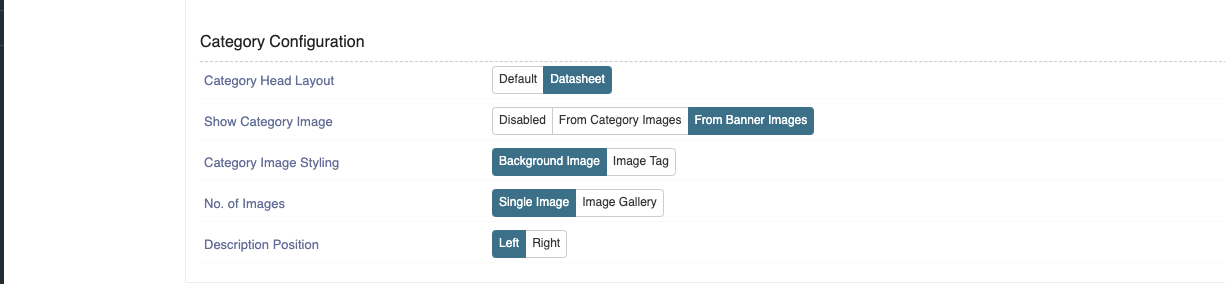 Category Configuration
Category Head Layout Default Datasheet
Show Category Image Disabled From Category Images From Banner Images
Category Image Styling Background Image Image Tag
No. of Images Single Image Image Gallery
Description Position Left Right